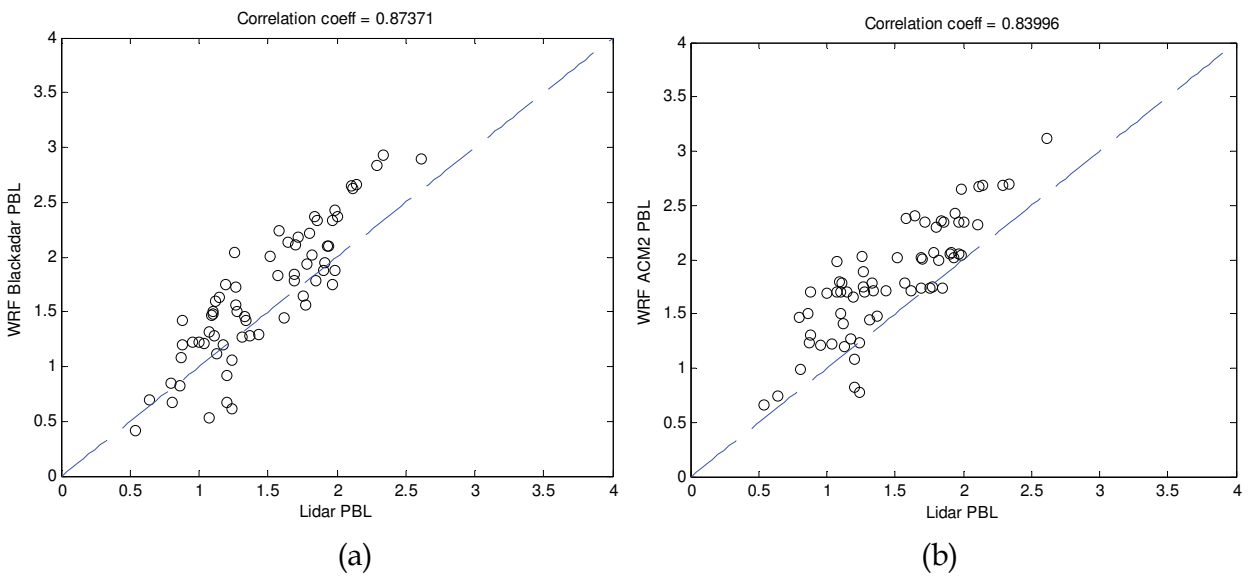 Correlation coeff = 0.87371
4
3.5
3
2.5
2
1.5
1
0.5
0
WRF Blackadar PBL
0 0.5 1 1.5 2 2.5 3 3.5 4
Lidar PBL
(a)
Correlation coeff = 0.83996
4
3.5
3
2.5
2
1.5
1
0.5
0
WRF ACM2 PBL
0 0.5 1 1.5 2 2.5 3 3.5 4
Lidar PBL
(b)